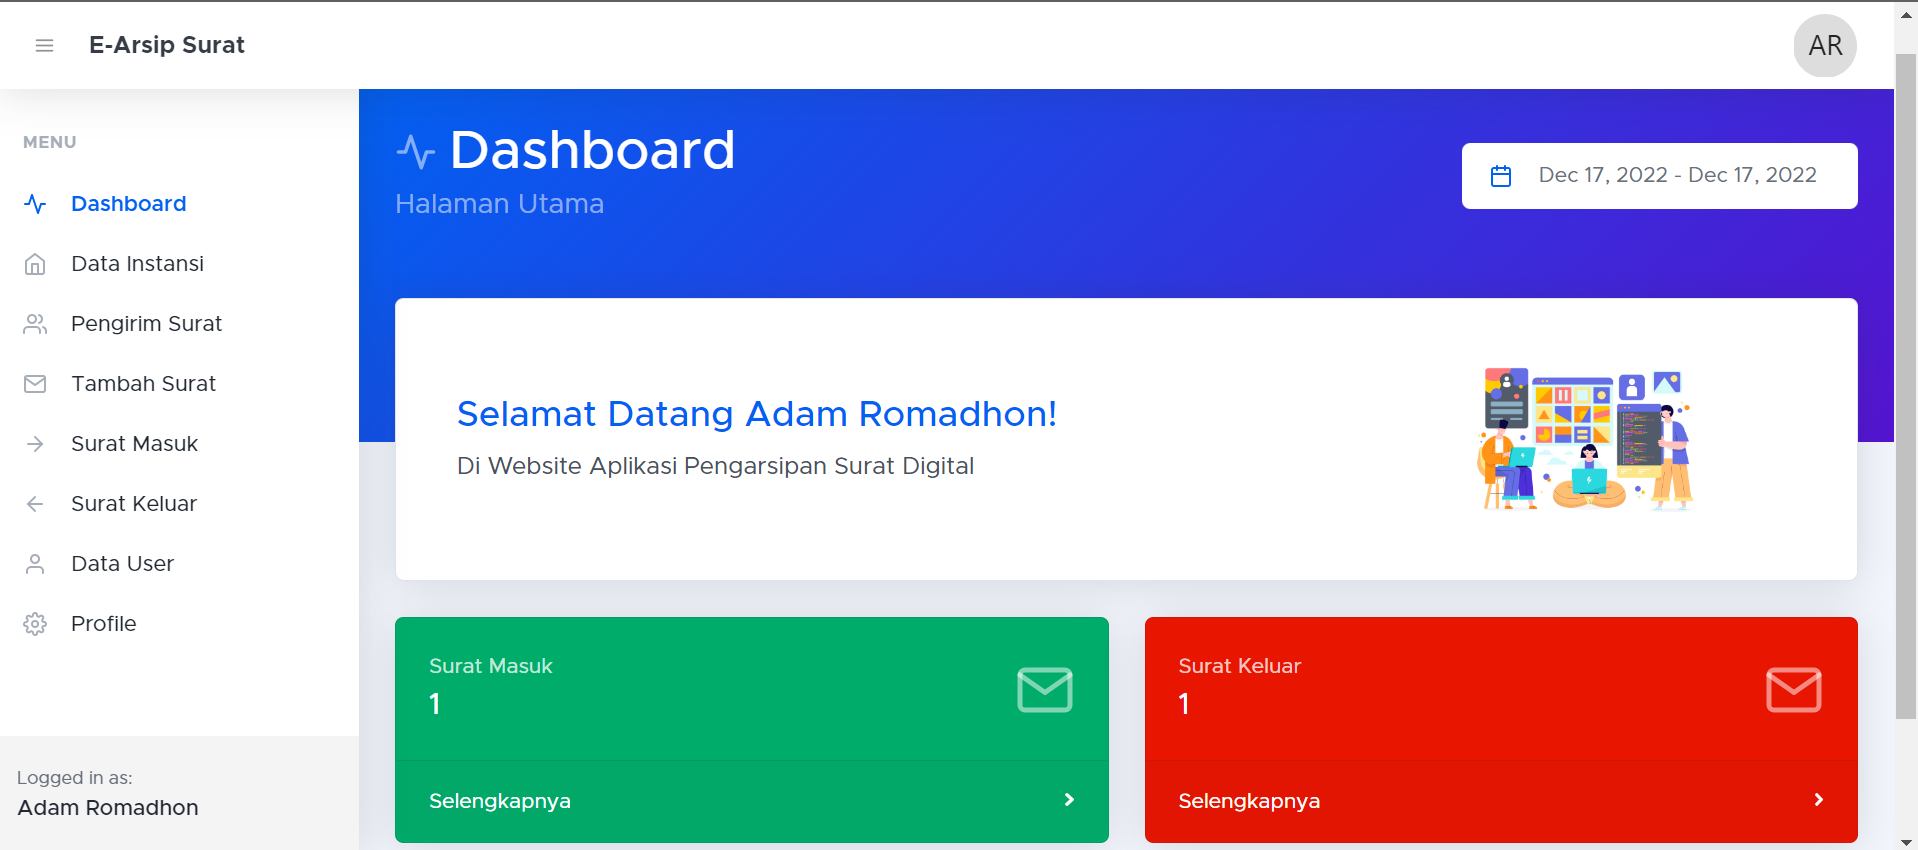 E-Arsip Surat
AR
MENU
Dashboard
Data Instansi
Pengirim Surat
Tambah Surat
Surat Masuk
Surat Keluar
Data User
Profile
Logged in as:
Adam Romadhon
Dashboard
Halaman Utama
Dec 17, 2022 - Dec 17, 2022
Selamat Datang Adam Romadhon!
Di Website Aplikasi Pengarsipan Surat Digital
Surat Masuk
1
Selengkapnya
Surat Keluar
1
Selengkapnya